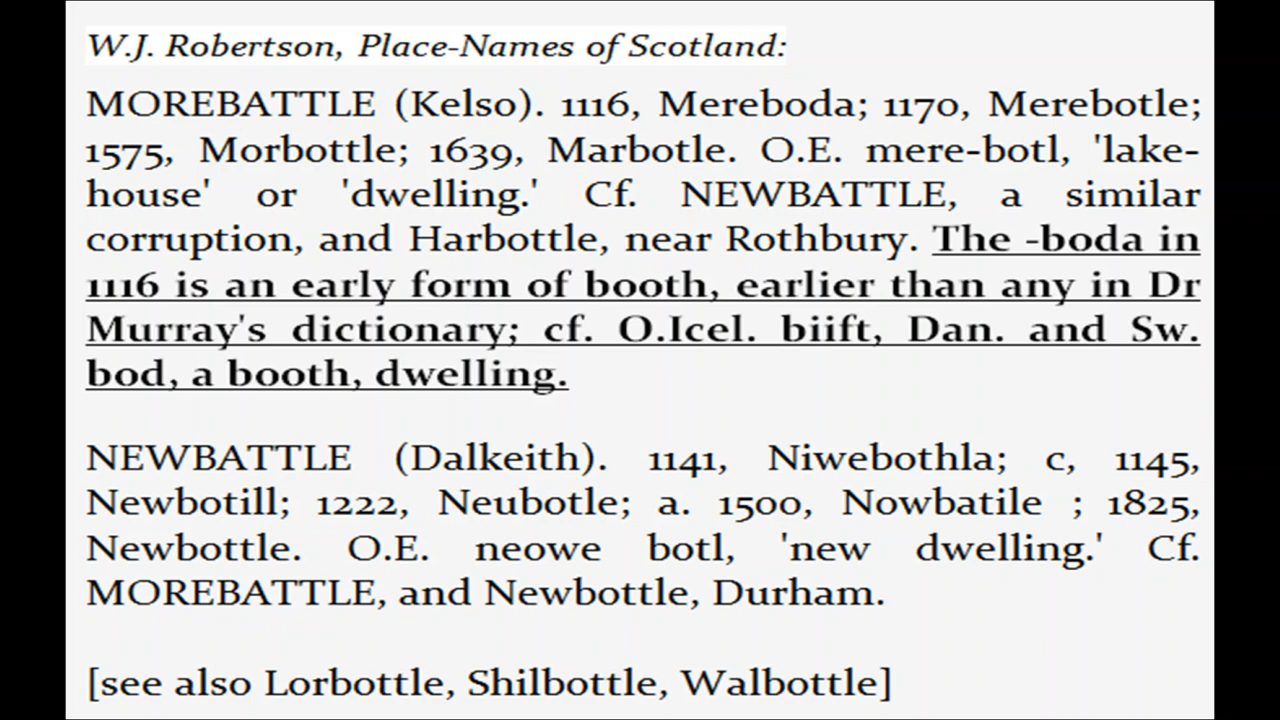 W.J. Robertson, Place-Names of Scotland:
MOREBATTLE (Kelso). 1116, Mereboda; 1170, Merebotle;
1575, Morbottle; 1639, Marbotle. O.E. mere-botl, 'lake-
house' or 'dwelling.' Cf. NEWBATTLE, a similar
corruption, and Harbottle, near Rothbury. The -boda in
1116 is an early form of booth, earlier than any in Dr
Murray's dictionary; cf. O.Icel. biift, Dan. and Sw.
bod, a booth, dwelling.
NEWBATTLE (Dalkeith). 1141, Niwebothla; c, 1145,
Newbotill; 1222, Neubotle; a. 1500, Nowbatile ; 1825,
Newbottle. O.E. neowe botl, 'new dwelling.' Cf.
MOREBATTLE, and Newbottle, Durham.
[see also Lorbottle, Shilbottle, Walbottle]